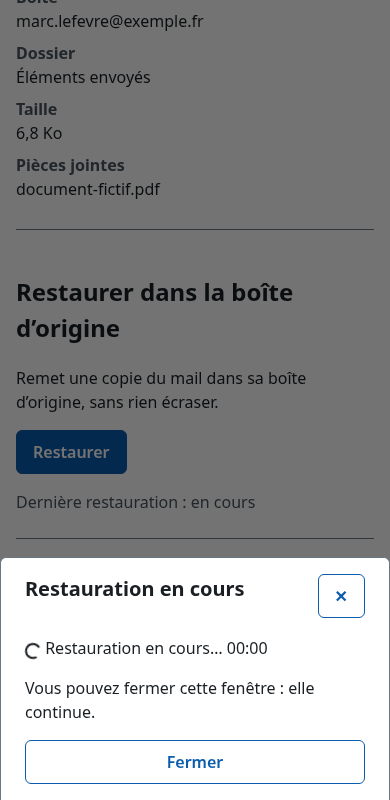 Boîte
marc.lefevre@exemple.fr
Dossier
Éléments envoyés
Taille
6,8 Ko
Pièces jointes
document-fictif.pdf
Restaurer dans la boîte
d’origine
Remet une copie du mail dans sa boîte
d’origine, sans rien écraser.
Restaurer
Dernière restauration : en cours
Restauration en cours
×
Restauration en cours... 00:00
Vous pouvez fermer cette fenêtre : elle
continue.
Fermer